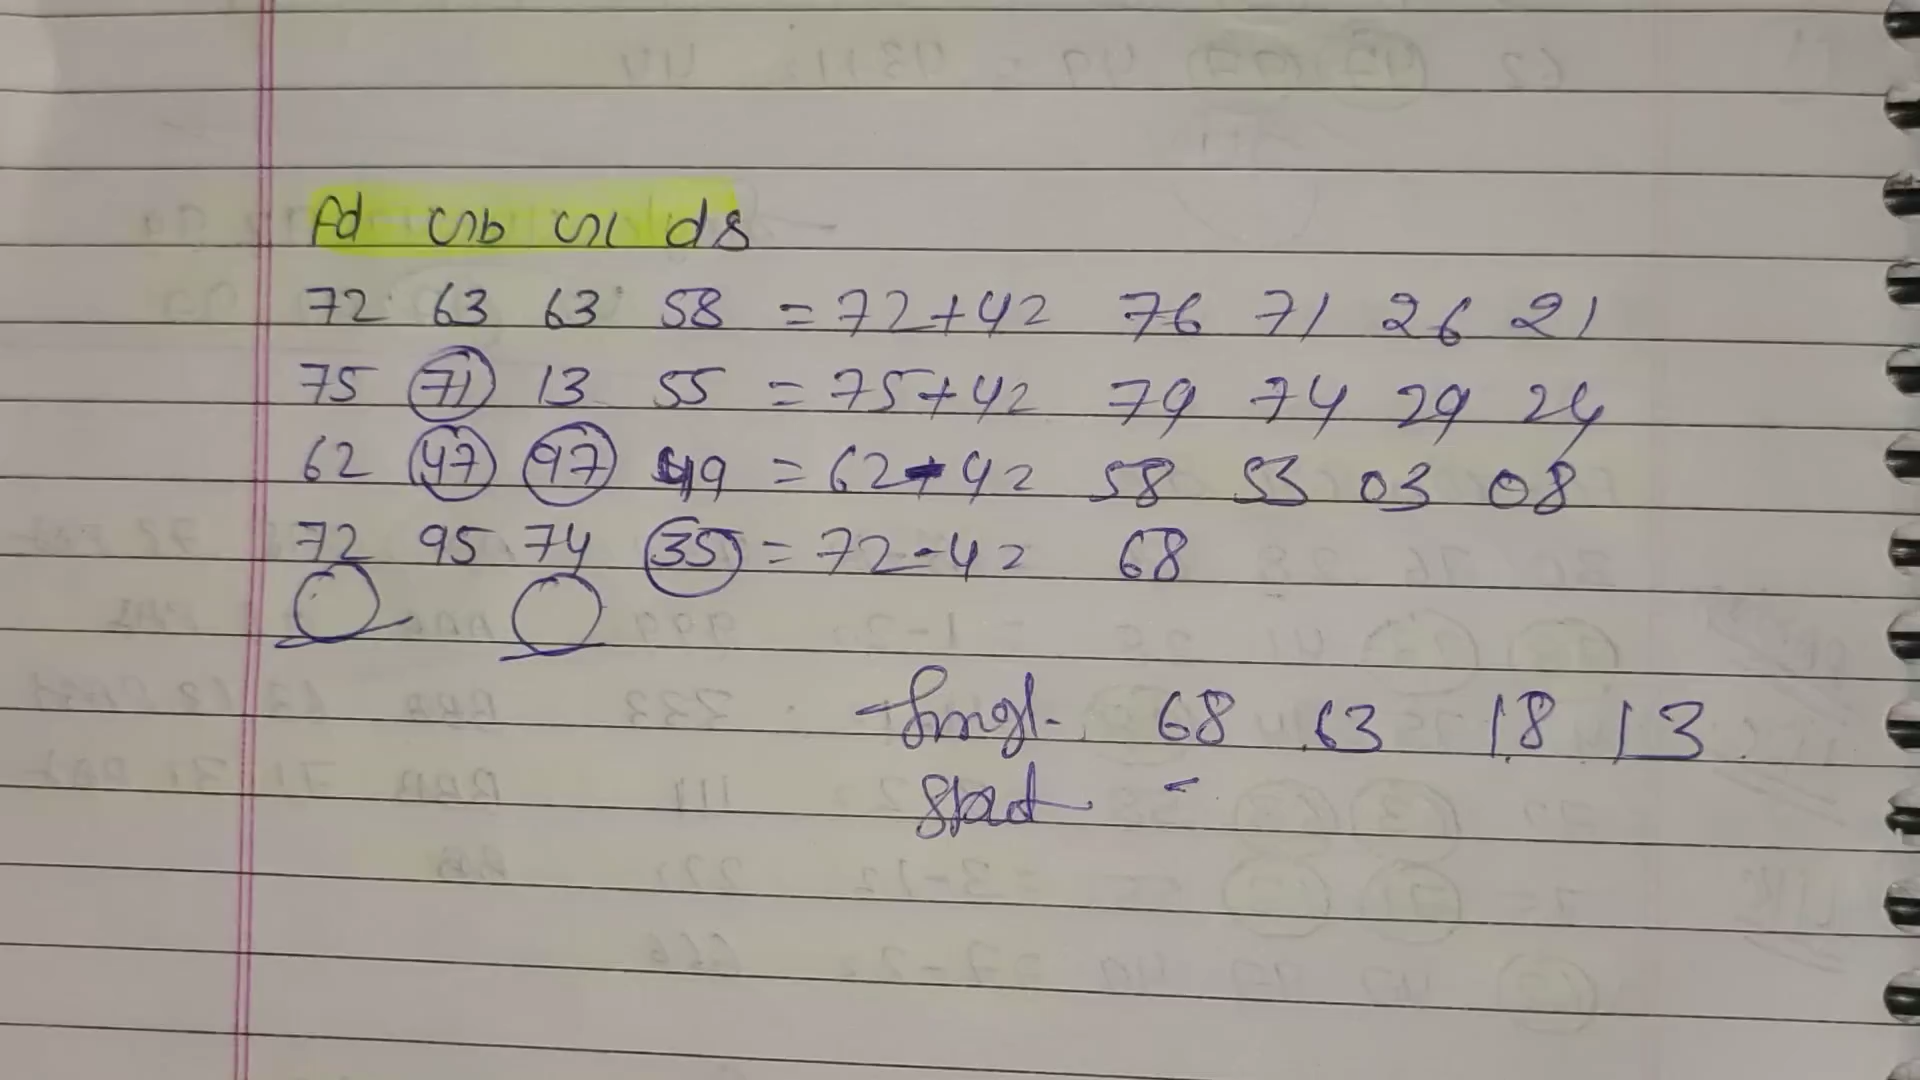 fd Gb Gl ds
72 63 63 58 = 72+42 76 71 26 21
75 71 13 55 = 75+42 79 74 29 24
62 47 97 49 = 62+42 58 53 03 08
72 95 74 35 = 72-42 68
Singl 68 63 18 13
=